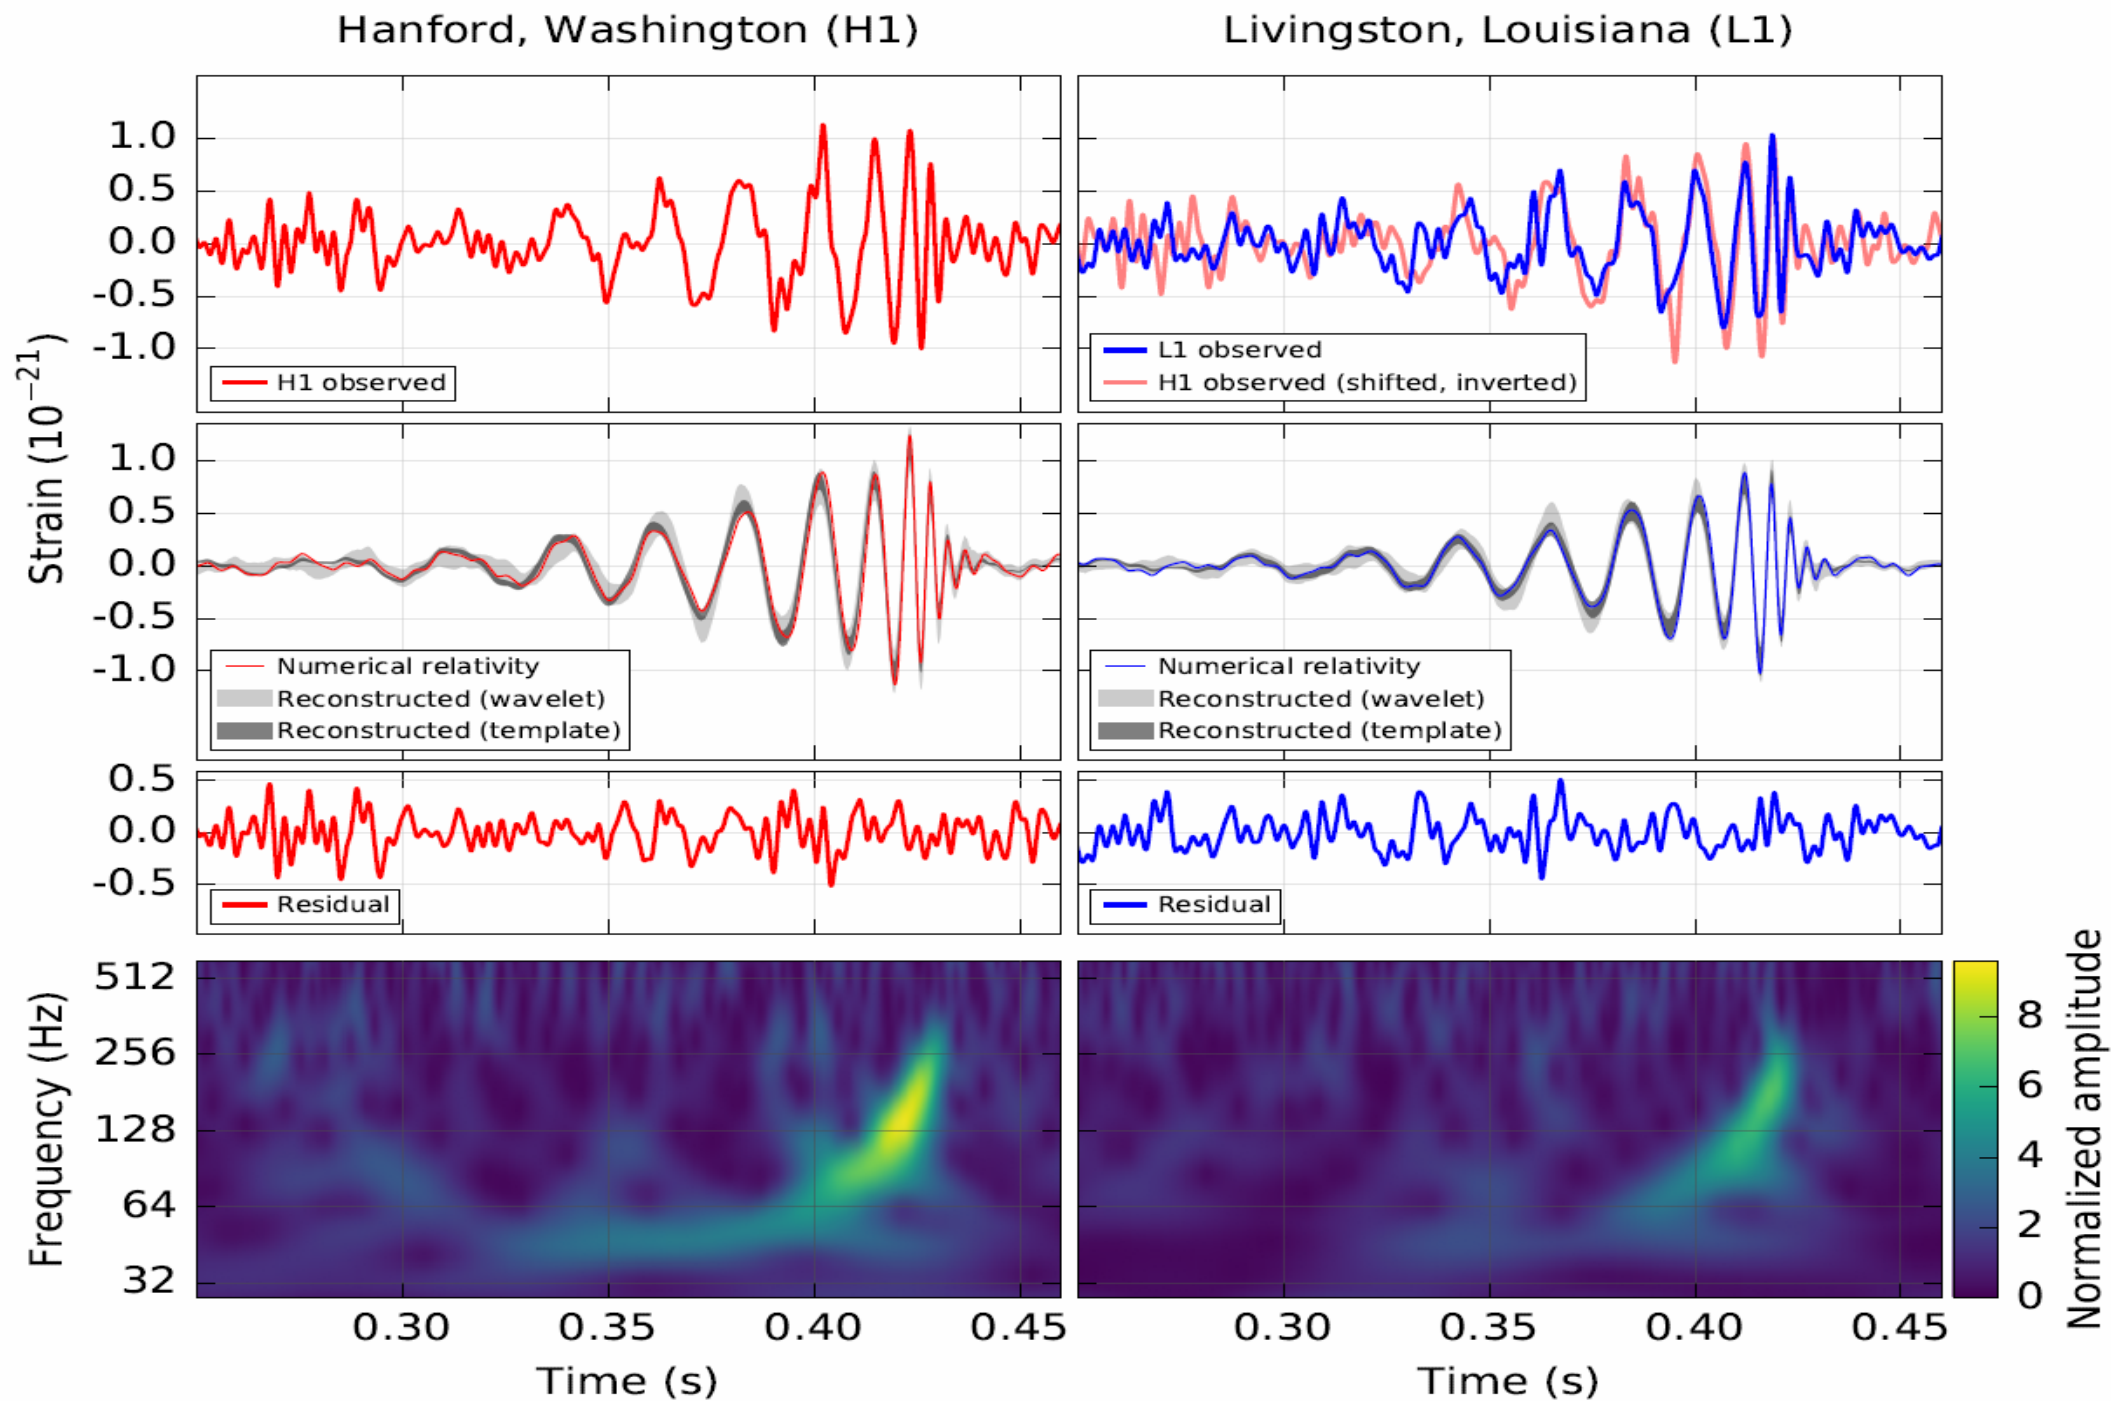 Hanford, Washington (H1)
Livingston, Louisiana (L1)
Strain (10⁻²¹)
1.0
0.5
0.0
-0.5
-1.0
H1 observed
L1 observed
H1 observed (shifted, inverted)
1.0
0.5
0.0
-0.5
-1.0
Numerical relativity
Reconstructed (wavelet)
Reconstructed (template)
Numerical relativity
Reconstructed (wavelet)
Reconstructed (template)
0.5
0.0
-0.5
Residual
Residual
Frequency (Hz)
512
256
128
64
32
0.30 0.35 0.40 0.45
Time (s)
0.30 0.35 0.40 0.45
Time (s)
8
6
4
2
0
Normalized amplitude